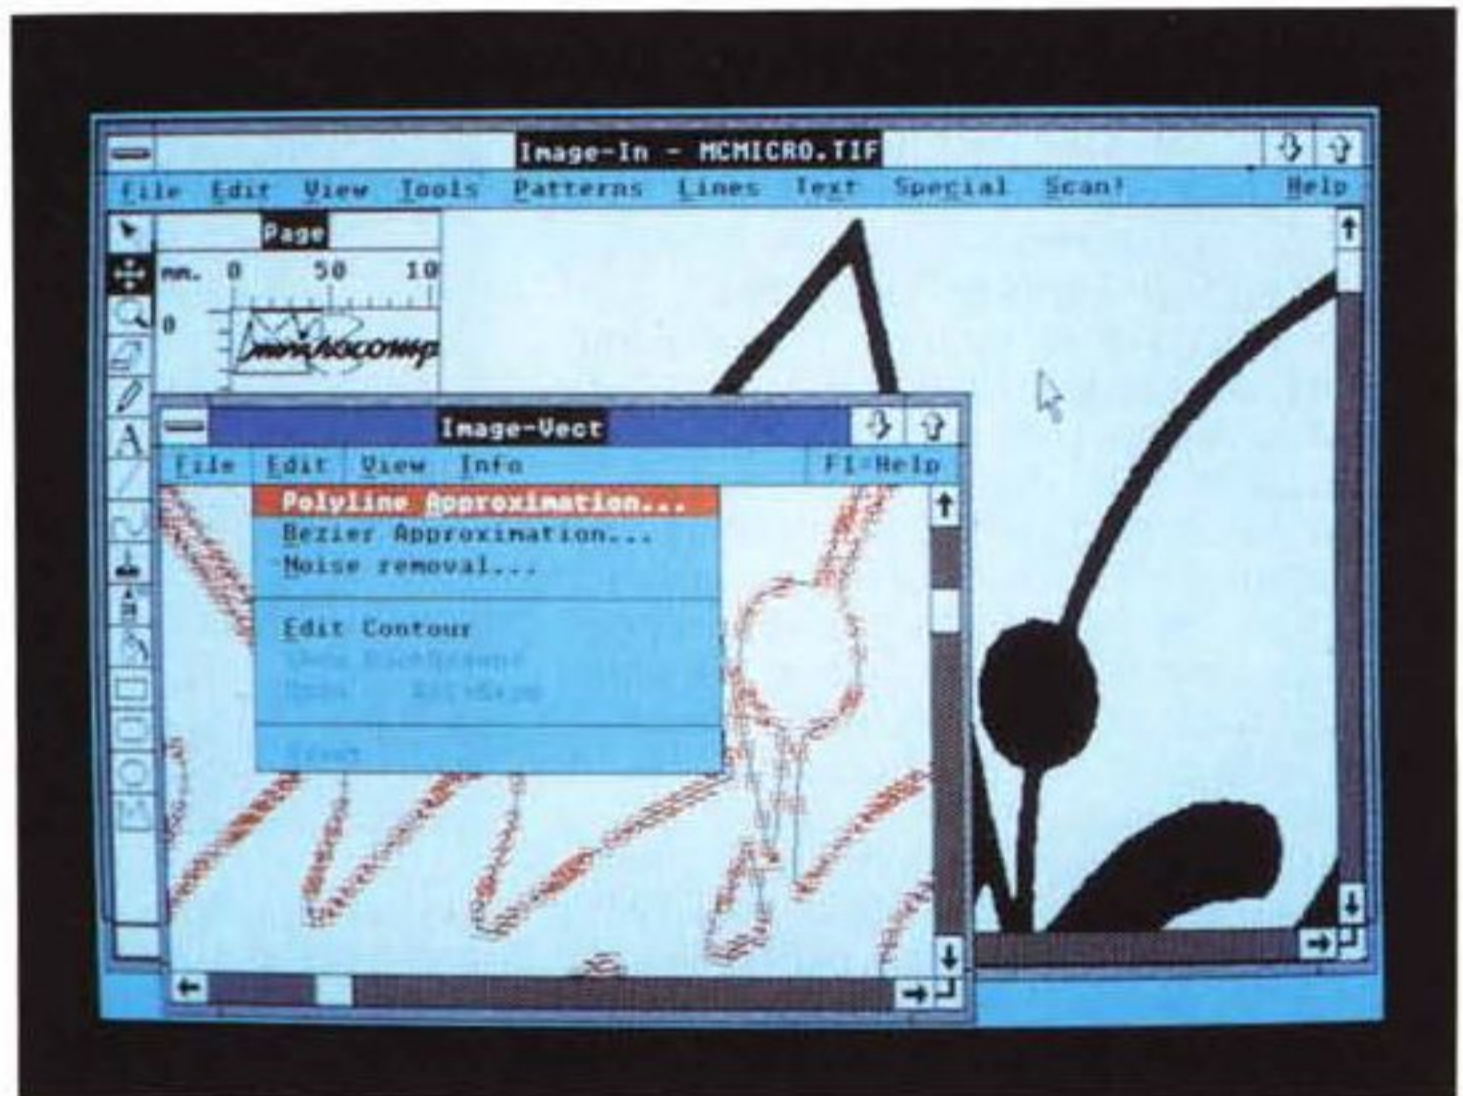 Image-In - MCMICRO.TIF
File Edit View Tools Patterns Lines Text Special Scan! Help
Page
mm. 0 50 10
0
A
Image-Vect
File Edit View Info F1=Help
Polyline Approximation...
Bezier Approximation...
Noise removal...
Edit Contour